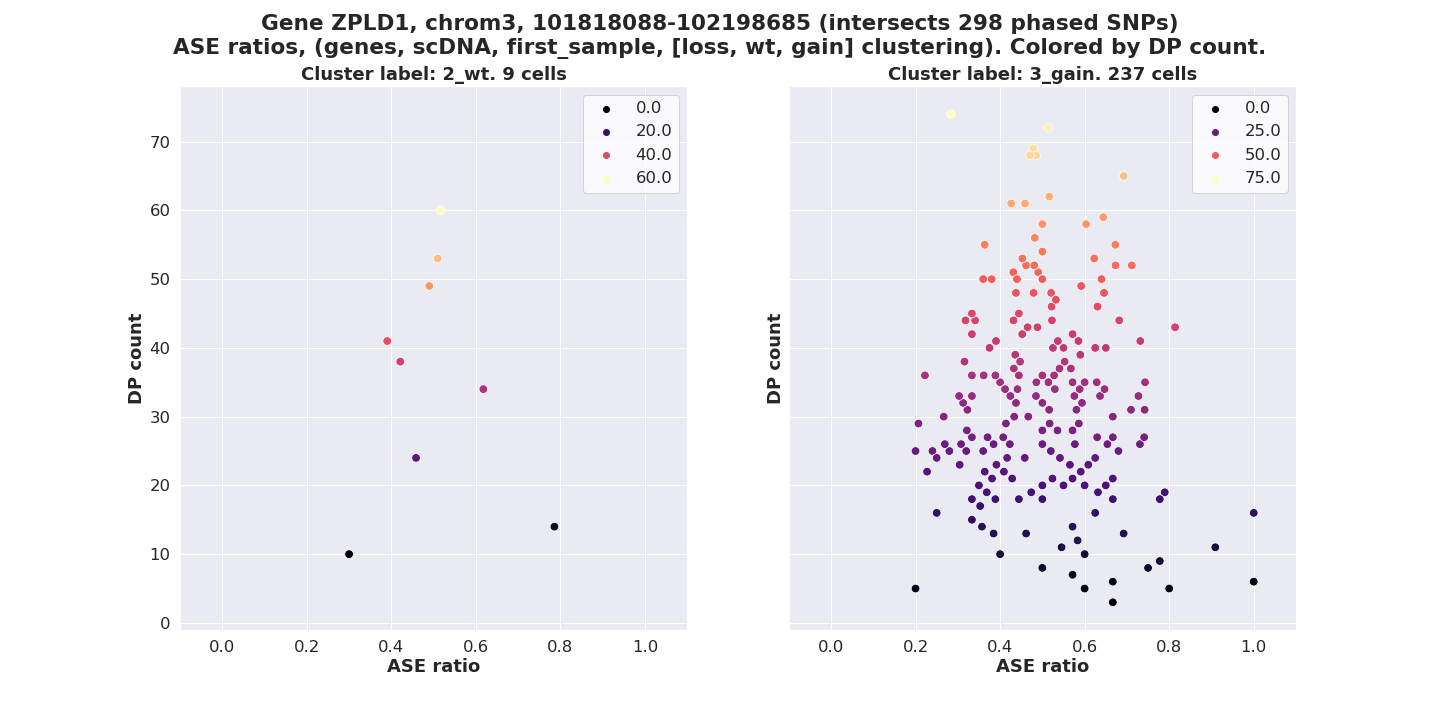 Gene ZPLD1, chrom3, 101818088-102198685 (intersects 298 phased SNPs)
ASE ratios, (genes, scDNA, first_sample, [loss, wt, gain] clustering). Colored by DP count.
Cluster label: 2_wt. 9 cells
0.0
20.0
40.0
60.0
70
60
50
40
30
20
10
0
DP count
0.0 0.2 0.4 0.6 0.8 1.0
ASE ratio
Cluster label: 3_gain. 237 cells
0.0
25.0
50.0
75.0
DP count
0.0 0.2 0.4 0.6 0.8 1.0
ASE ratio